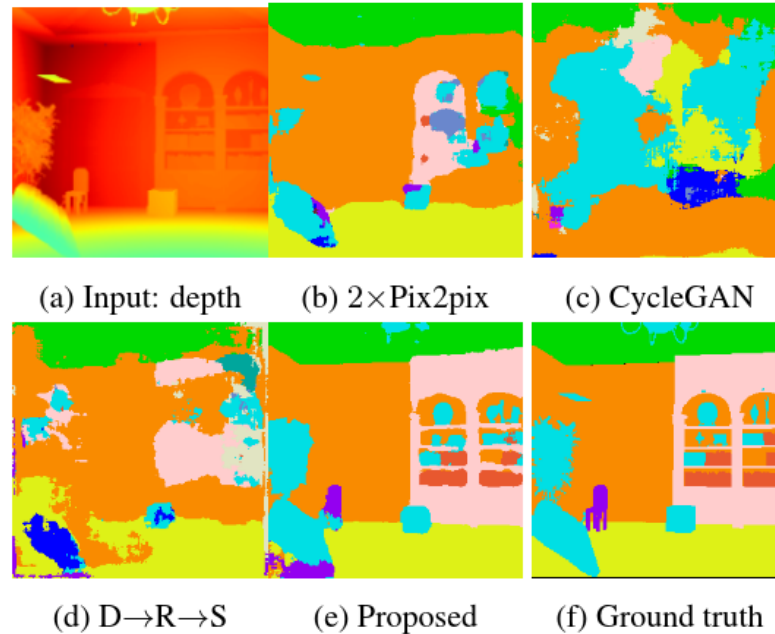 (a) Input: depth
(b) 2×Pix2pix
(c) CycleGAN
(d) D→R→S
(e) Proposed
(f) Ground truth